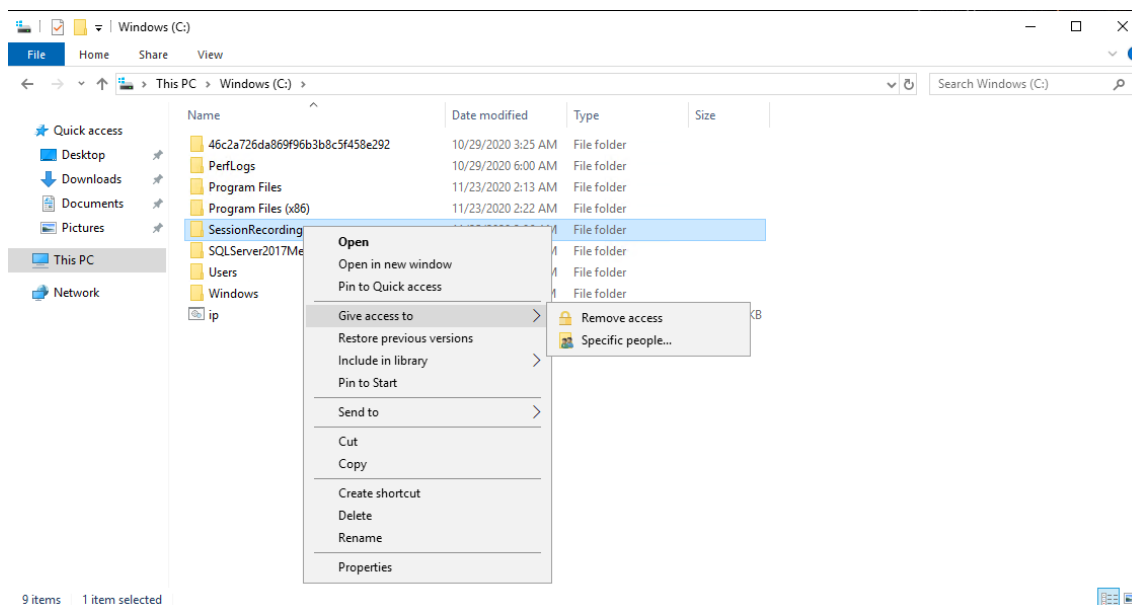 Windows (C:)
File Home Share View
This PC > Windows (C:) > Search Windows (C:)
Name Date modified Type Size
Quick access
Desktop
Downloads
Documents
Pictures
This PC
Network
46c2a726da869f96b3b8c5f458e292 10/29/2020 3:25 AM File folder
PerfLogs 10/29/2020 6:00 AM File folder
Program Files 11/23/2020 2:13 AM File folder
Program Files (x86) 11/23/2020 2:22 AM File folder
SessionRecording File folder
SQLServer2017Me File folder
Users File folder
Windows File folder
ip KB
Open
Open in new window
Pin to Quick access
Give access to
Restore previous versions
Include in library
Pin to Start
Send to
Cut
Copy
Create shortcut
Delete
Rename
Properties
Remove access
Specific people...
9 items 1 item selected